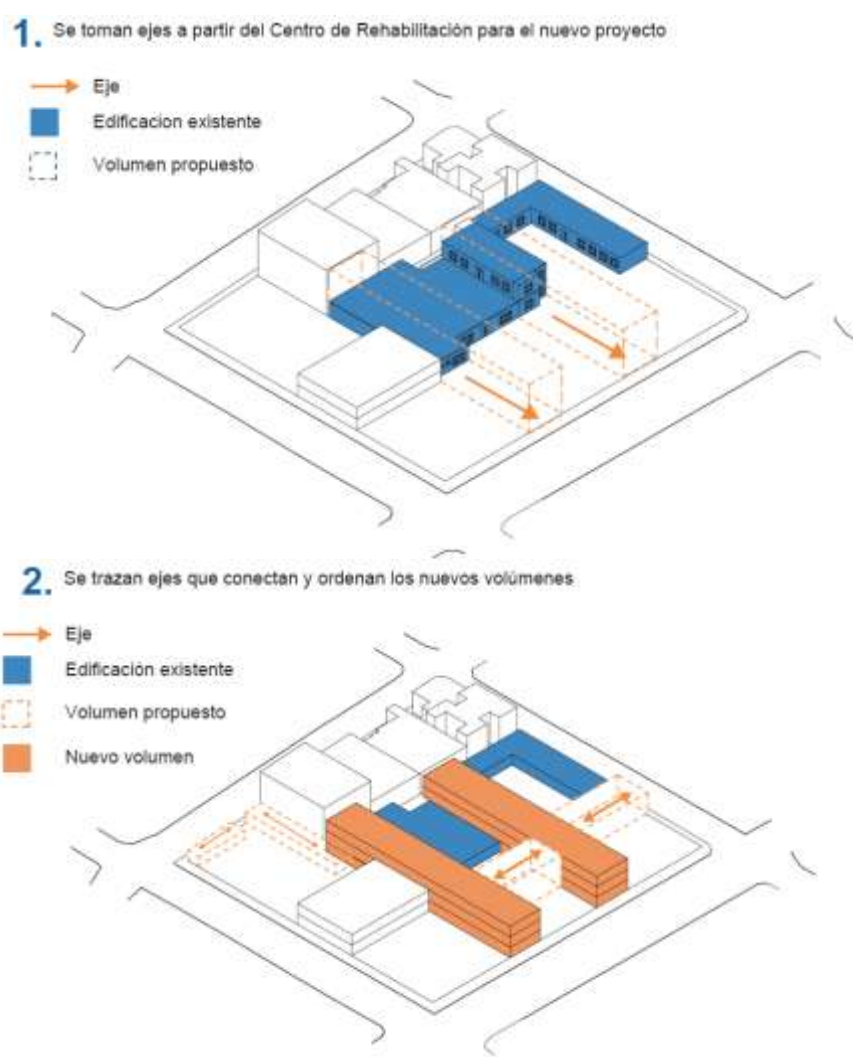 1. Se toman ejes a partir del Centro de Rehabilitación para el nuevo proyecto
Eje
Edificacion existente
Volumen propuesto
2. Se trazan ejes que conectan y ordenan los nuevos volúmenes
Eje
Edificación existente
Volumen propuesto
Nuevo volumen